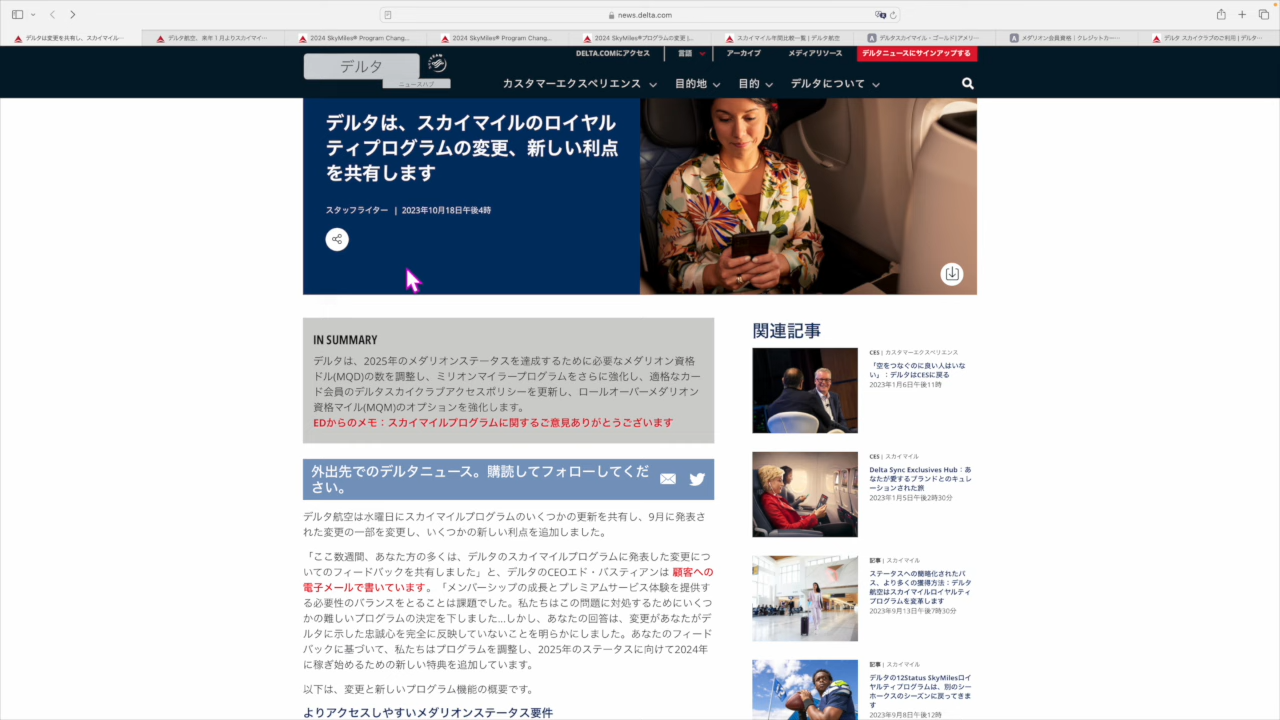 news.delta.com
デルタは変更を共有し、スカイマイル…
デルタ航空、来年1月よりスカイマイ…
2024 SkyMiles® Program Chang…
2024 SkyMiles® Program Chang…
2024 SkyMiles®プログラムの変更 |…
スカイマイル年間比較一覧 | デルタ航空
デルタスカイマイル・ゴールド(アメリ…
メダリオン会員資格｜クレジットカー…
デルタ スカイクラブのご利用 | デルタ…
DELTA.COMにアクセス
言語
アーカイブ
メディアリソース
デルタニュースにサインアップする
デルタ
ニュースハブ
カスタマーエクスペリエンス
目的地
目的
デルタについて
デルタは、スカイマイルのロイヤル
ティプログラムの変更、新しい利点
を共有します
スタッフライター | 2023年10月18日午後4時
IN SUMMARY
デルタは、2025年のメダリオンステータスを達成するために必要なメダリオン資格
ドル(MQD)の数を調整し、ミリオンマイラープログラムをさらに強化し、適格なカー
ド会員のデルタスカイクラブアクセスポリシーを更新し、ロールオーバーメダリオン
資格マイル(MQM)のオプションを強化します。
EDからのメモ：スカイマイルプログラムに関するご意見ありがとうございます
外出先でのデルタニュース。購読してフォローしてくだ
さい。
デルタ航空は水曜日にスカイマイルプログラムのいくつかの更新を共有し、9月に発表さ
れた変更の一部を変更し、いくつかの新しい利点を追加しました。
「ここ数週間、あなた方の多くは、デルタのスカイマイルプログラムに発表した変更につ
いてのフィードバックを共有しました」と、デルタのCEOエド・バスティアンは 顧客への
電子メールで書いています 。「メンバーシップの成長とプレミアムサービス体験を提供す
る必要性のバランスをとることは課題でした。私たちはこの問題に対処するためにいくつ
かの難しいプログラムの決定を下しました...しかし、あなたの回答は、変更があなたがデ
ルタに示した忠誠心を完全に反映していないことを明らかにしました。あなたのフィード
バックに基づいて、私たちはプログラムを調整し、2025年のステータスに向けて2024年
に稼ぎ始めるための新しい特典を追加しています。
以下は、変更と新しいプログラム機能の概要です。
よりアクセスしやすいメダリオンステータス要件
関連記事
CES | カスタマーエクスペリエンス
「空をつなぐのに良い人はいな
い」：デルタはCESに戻る
2023年1月6日午後11時
CES | スカイマイル
Delta Sync Exclusives Hub：あ
なたが愛するブランドとのキュレ
ーションされた旅
2023年1月5日午後2時30分
記事 | スカイマイル
ステータスへの簡略化されたパ
ス、より多くの獲得方法：デルタ
航空はスカイマイルロイヤルティ
プログラムを変革します
2023年9月13日午後7時30分
記事 | スカイマイル
デルタの12Status SkyMilesロイ
ヤルティプログラムは、別のシー
ホークスのシーズンに戻ってきま
す
2023年9月8日午後12時